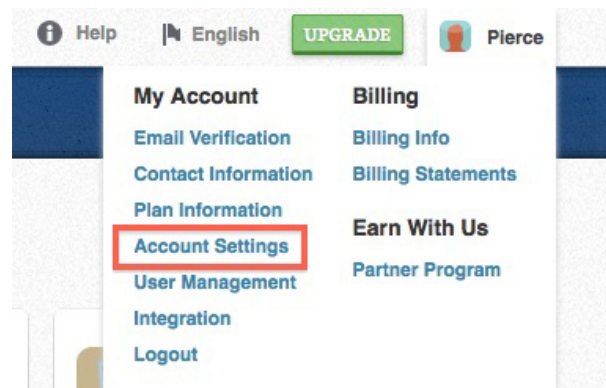 Help English UPGRADE Pierce
My Account
Email Verification
Contact Information
Plan Information
Account Settings
User Management
Integration
Logout
Billing
Billing Info
Billing Statements
Earn With Us
Partner Program